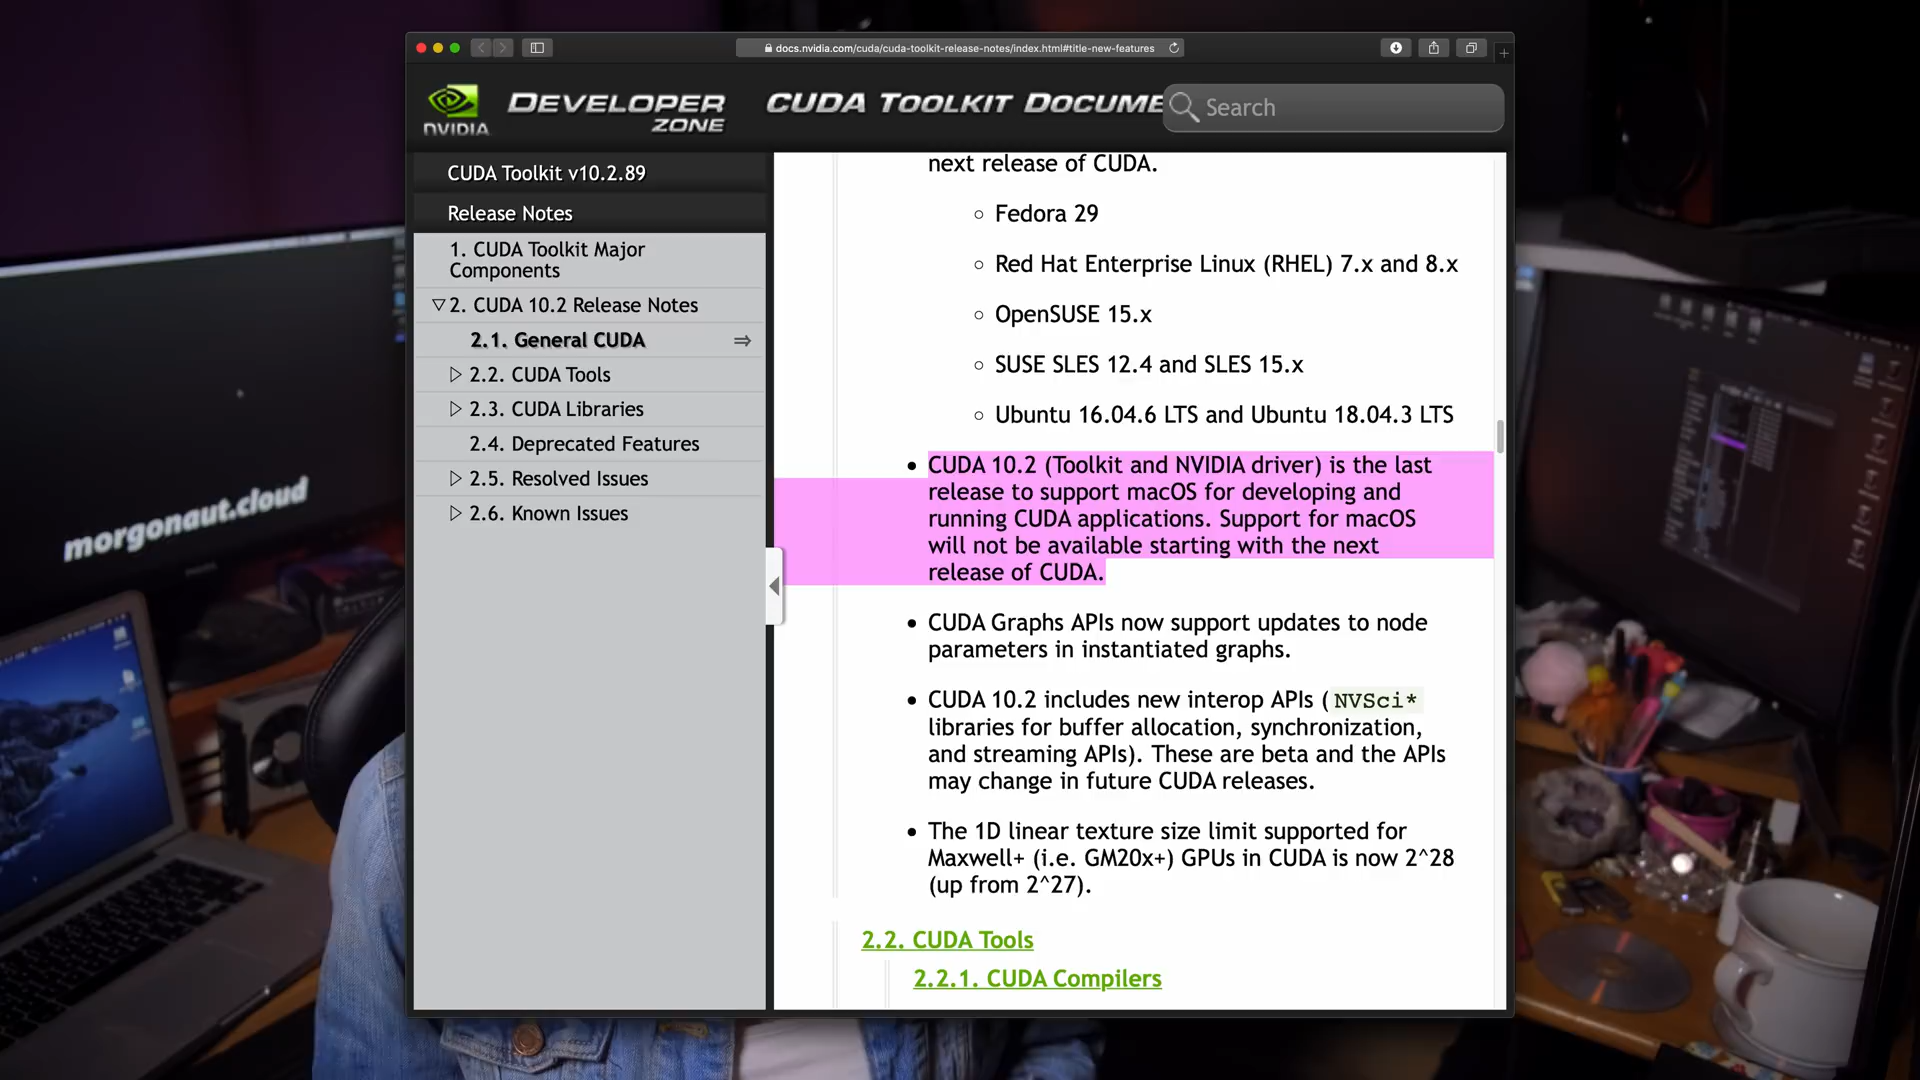 docs.nvidia.com/cuda/cuda-toolkit-release-notes/index.html#title-new-features
NVIDIA
DEVELOPER
ZONE
CUDA TOOLKIT DOCUME
Search
CUDA Toolkit v10.2.89
Release Notes
1. CUDA Toolkit Major
Components
2. CUDA 10.2 Release Notes
2.1. General CUDA
2.2. CUDA Tools
2.3. CUDA Libraries
2.4. Deprecated Features
2.5. Resolved Issues
2.6. Known Issues
next release of CUDA.
Fedora 29
Red Hat Enterprise Linux (RHEL) 7.x and 8.x
OpenSUSE 15.x
SUSE SLES 12.4 and SLES 15.x
Ubuntu 16.04.6 LTS and Ubuntu 18.04.3 LTS
CUDA 10.2 (Toolkit and NVIDIA driver) is the last
release to support macOS for developing and
running CUDA applications. Support for macOS
will not be available starting with the next
release of CUDA.
CUDA Graphs APIs now support updates to node
parameters in instantiated graphs.
CUDA 10.2 includes new interop APIs (NVSci*
libraries for buffer allocation, synchronization,
and streaming APIs). These are beta and the APIs
may change in future CUDA releases.
The 1D linear texture size limit supported for
Maxwell+ (i.e. GM20x+) GPUs in CUDA is now 2^28
(up from 2^27).
2.2. CUDA Tools
2.2.1. CUDA Compilers
morgonaut.cloud